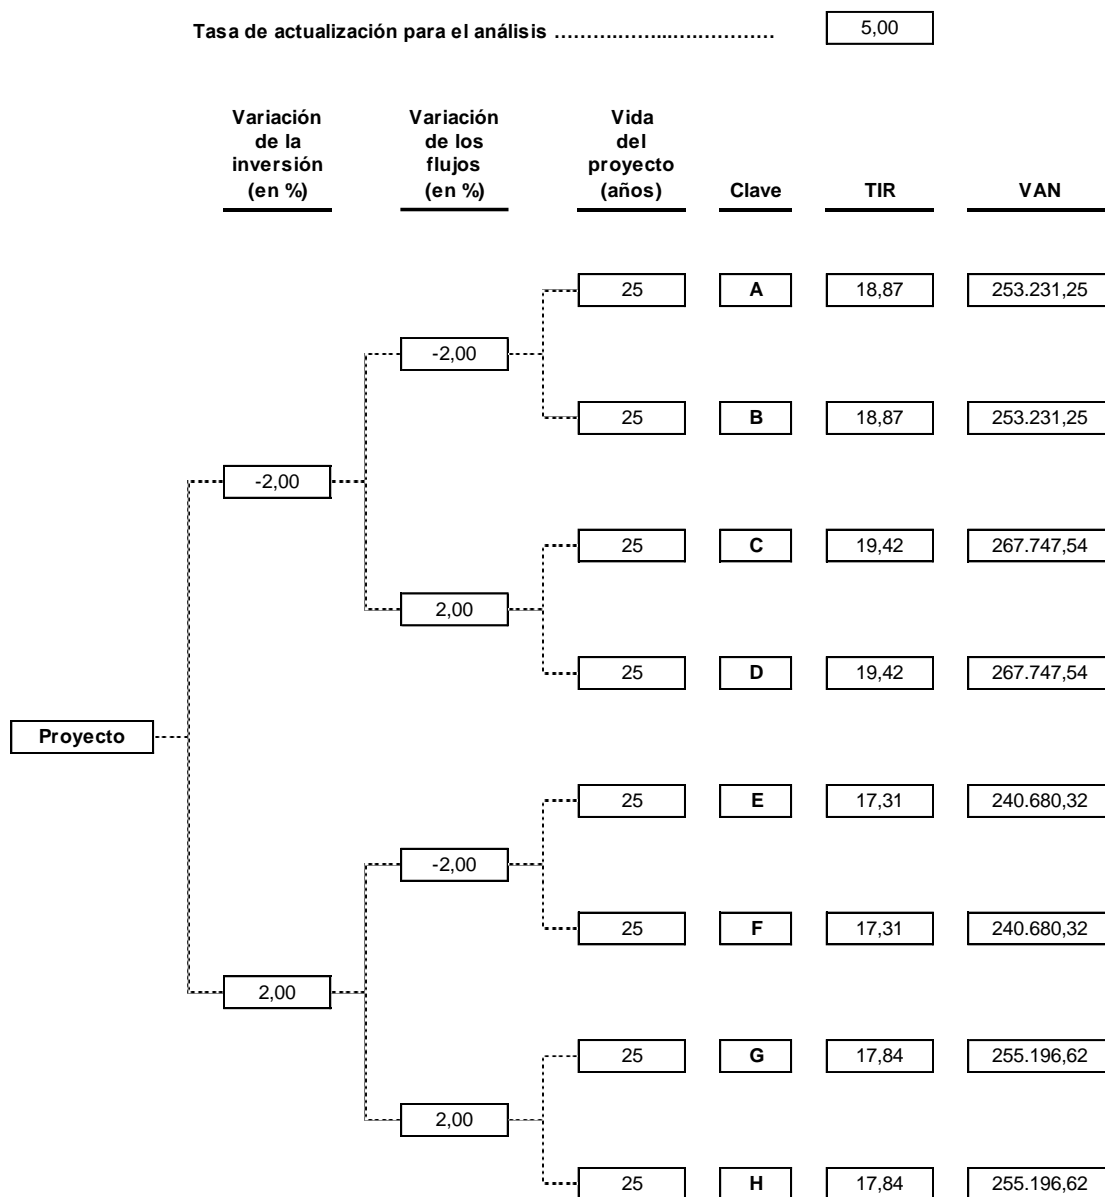 Tasa de actualización para el análisis ……….……...….………… 5,00
Variación Variación Vida
de la de los del
inversión flujos proyecto
(en %) (en %) (años) Clave TIR VAN
25 A 18,87 253.231,25
-2,00
25 B 18,87 253.231,25
-2,00
25 C 19,42 267.747,54
2,00
25 D 19,42 267.747,54
Proyecto
25 E 17,31 240.680,32
-2,00
25 F 17,31 240.680,32
2,00
25 G 17,84 255.196,62
2,00
25 H 17,84 255.196,62